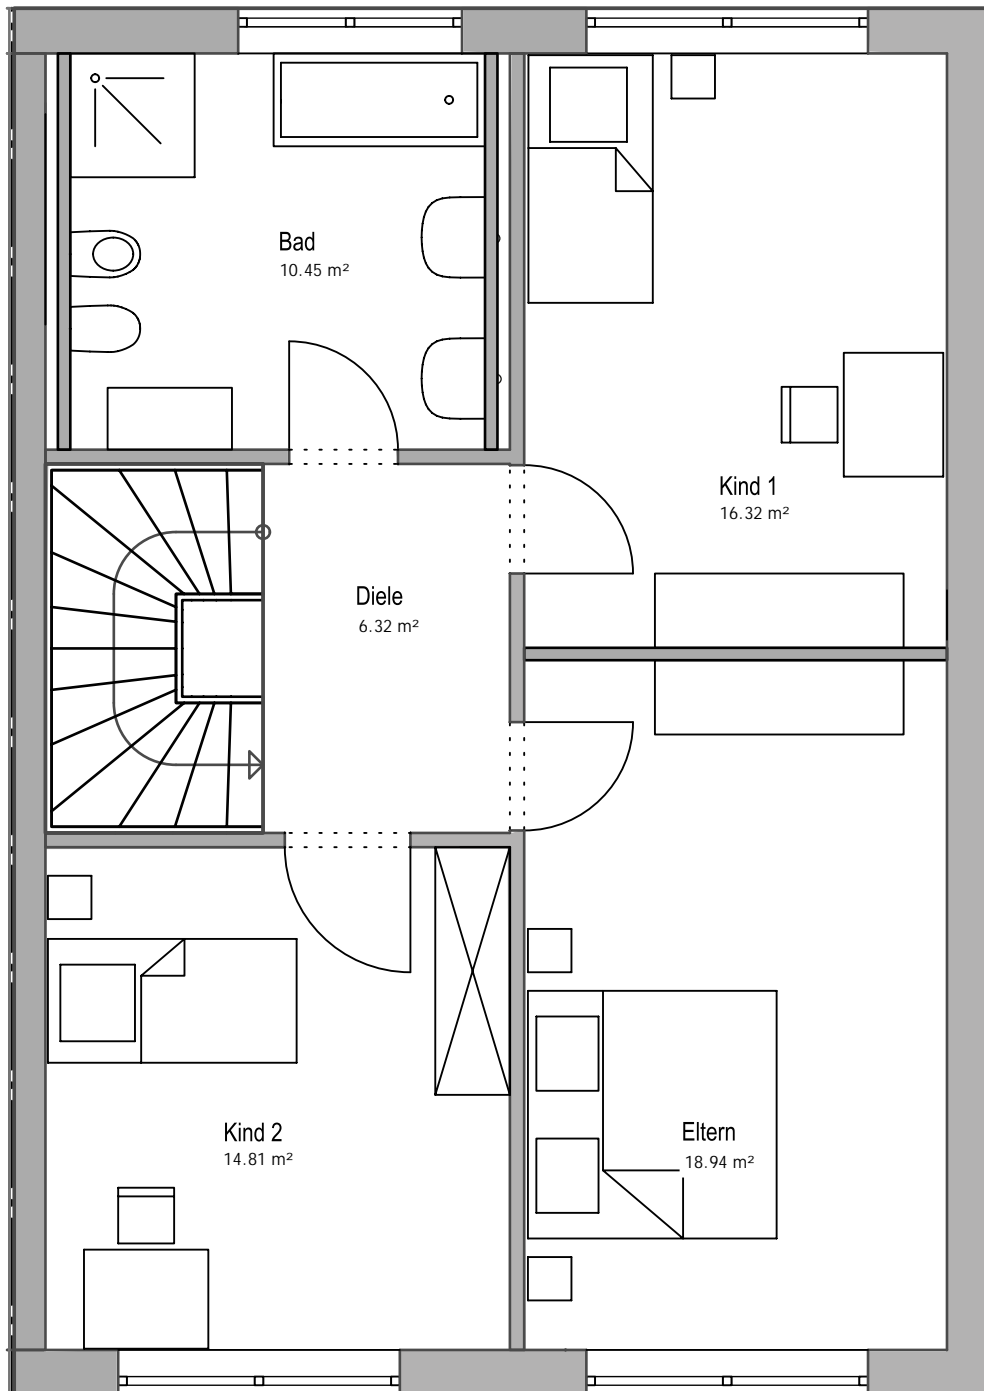 Bad
10.45 m²
Kind 1
16.32 m²
Diele
6.32 m²
Kind 2
14.81 m²
Eltern
18.94 m²